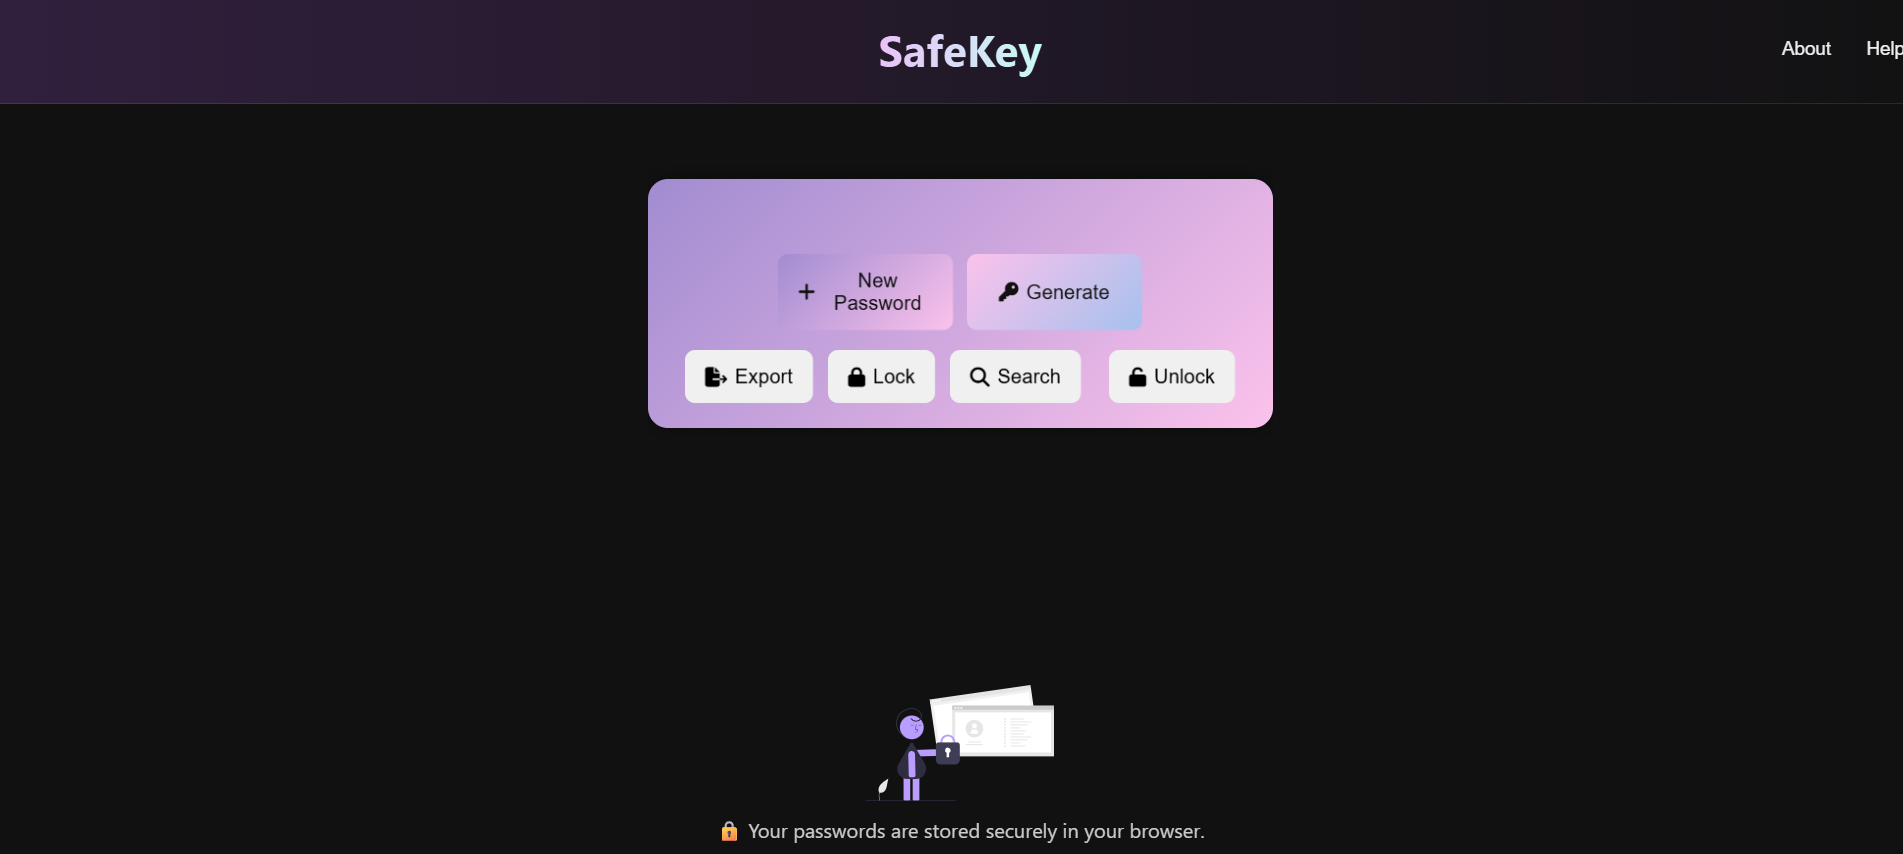 SafeKey
About Help
New
Password
Generate
Export Lock Search Unlock
Your passwords are stored securely in your browser.